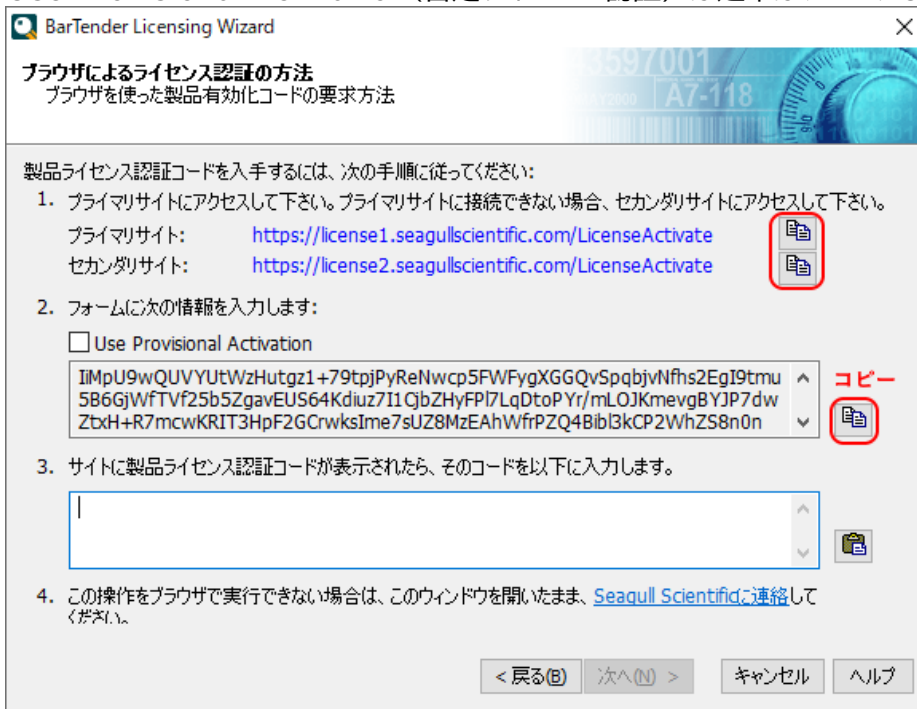 BarTender Licensing Wizard
ブラウザによるライセンス認証の方法
ブラウザを使った製品有効化コードの要求方法
3597001
A7-118
製品ライセンス認証コードを入手するには、次の手順に従ってください:
1. プライマリサイトにアクセスして下さい。プライマリサイトに接続できない場合、セカンダリサイトにアクセスして下さい。
プライマリサイト: https://license1.seagullscientific.com/LicenseActivate
セカンダリサイト: https://license2.seagullscientific.com/LicenseActivate
2. フォームに次の情報を入力します:
Use Provisional Activation
IiMpU9wQUVYUtWzHutgz1+79tpjPyReNwcp5FWFygXGGQvSpqbjvNfhs2EgI9tmu
5B6GjWfTVf25b5ZgavEUS64Kdiuz7I1CjbZHyFPl7LqDtoPYr/mLOJKmevgBYJP7dw
ZtxH+R7mcwKRIT3HpF2GCrwksIme7sUZ8MzEAhWfrPZQ4Bibl3kCP2WhZS8n0n
コピー
3. サイトに製品ライセンス認証コードが表示されたら、そのコードを以下に入力します。
4. この操作をブラウザで実行できない場合は、このウィンドウを開いたまま、Seagull Scientificに連絡して
ください。
< 戻る(B) 次へ(N) > キャンセル ヘルプ